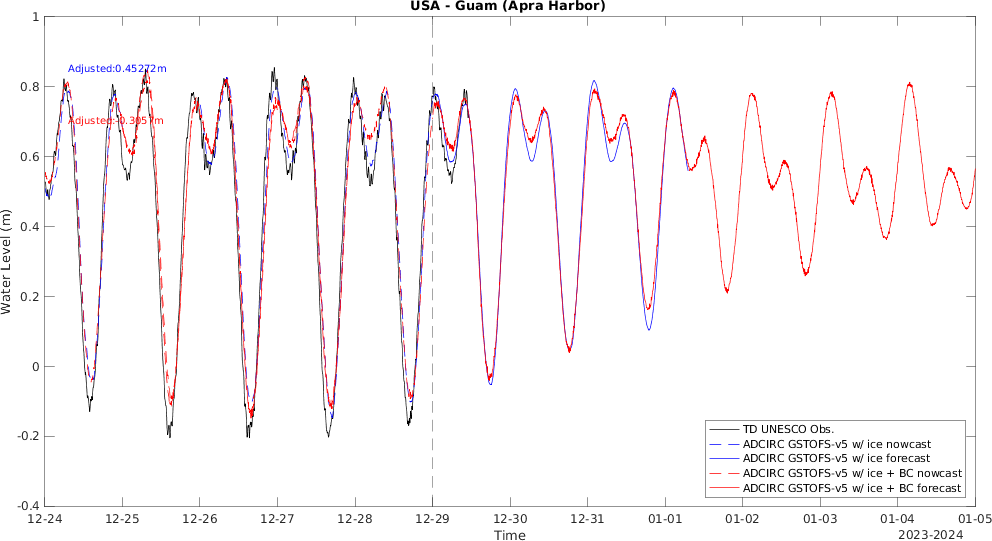 USA - Guam (Apra Harbor)
1
0.8
0.6
0.4
0.2
0
-0.2
-0.4
Water Level (m)
Adjusted:0.45272m
TD UNESCO Obs.
ADCIRC GSTOFS-v5 w/ ice nowcast
ADCIRC GSTOFS-v5 w/ ice forecast
ADCIRC GSTOFS-v5 w/ ice + BC nowcast
ADCIRC GSTOFS-v5 w/ ice + BC forecast
12-24 12-25 12-26 12-27 12-28 12-29 12-30 12-31 01-01 01-02 01-03 01-04 01-05
Time
2023-2024